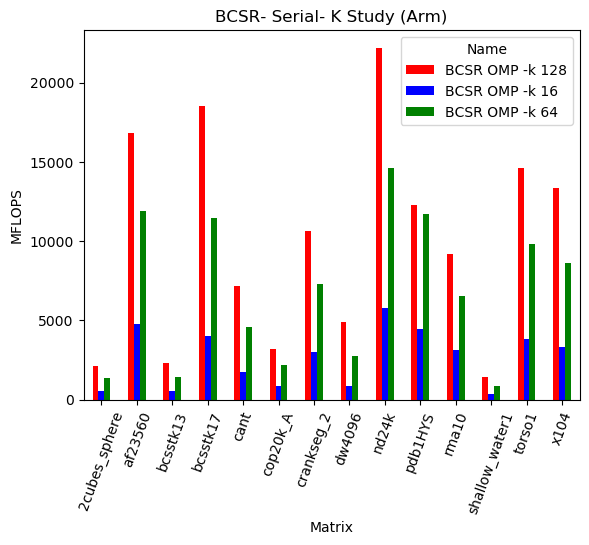 BCSR- Serial- K Study (Arm)
Name
BCSR OMP -k 128
BCSR OMP -k 16
BCSR OMP -k 64
MFLOPS
20000
15000
10000
5000
0
2cubes_sphere
af23560
bcsstk13
bcsstk17
cant
cop20k_A
crankseg_2
dw4096
nd24k
pdb1HYS
rma10
shallow_water1
torso1
x104
Matrix